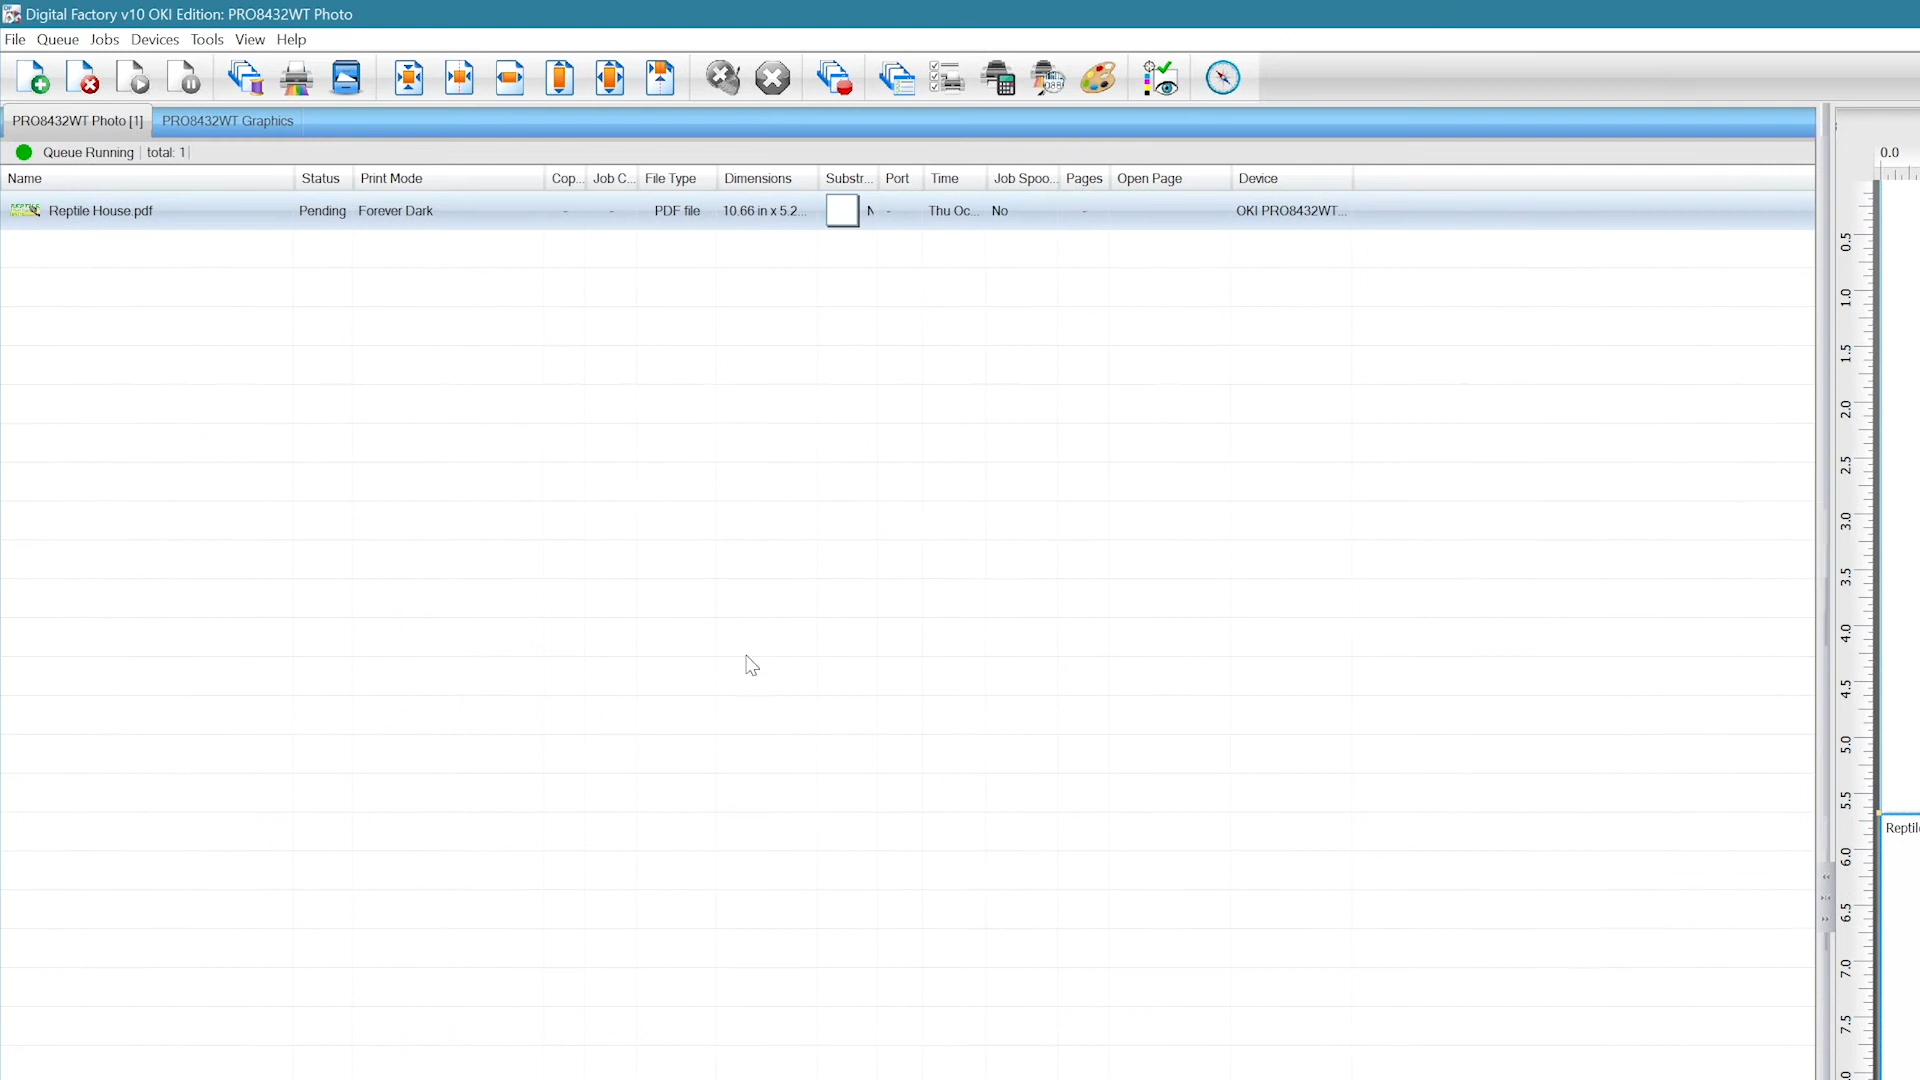 Digital Factory v10 OKI Edition: PRO8432WT Photo
File Queue Jobs Devices Tools View Help
PRO8432WT Photo [1] PRO8432WT Graphics
Queue Running total: 1
Name Status Print Mode Cop... Job C... File Type Dimensions Substr... Port Time Job Spoo... Pages Open Page Device
Reptile House.pdf Pending Forever Dark - - PDF file 10.66 in x 5.2... N - Thu Oc... No - OKI PRO8432WT...
0.0
0.5
1.0
1.5
2.0
2.5
3.0
3.5
4.0
4.5
5.0
5.5
Reptil
6.0
6.5
7.0
7.5